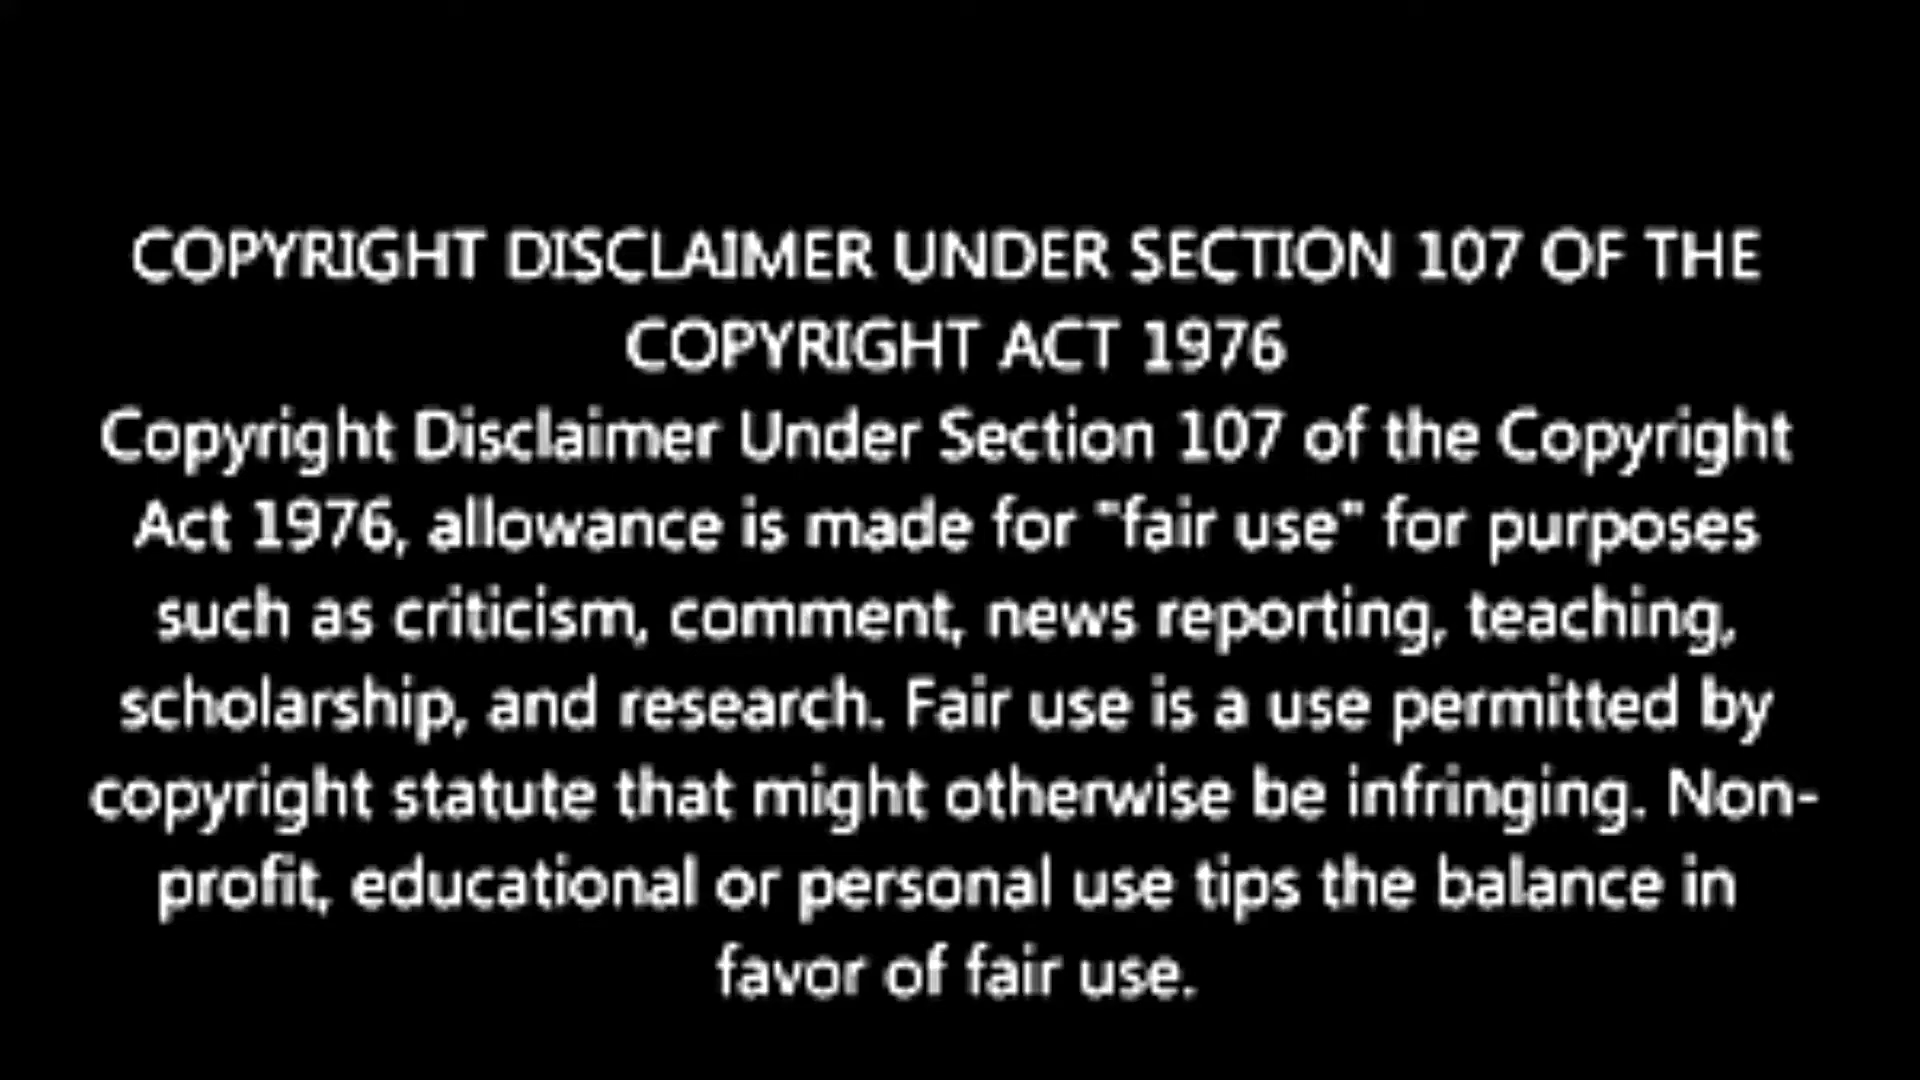 COPYRIGHT DISCLAIMER UNDER SECTION 107 OF THE
COPYRIGHT ACT 1976
Copyright Disclaimer Under Section 107 of the Copyright
Act 1976, allowance is made for "fair use" for purposes
such as criticism, comment, news reporting, teaching,
scholarship, and research. Fair use is a use permitted by
copyright statute that might otherwise be infringing. Non-
profit, educational or personal use tips the balance in
favor of fair use.